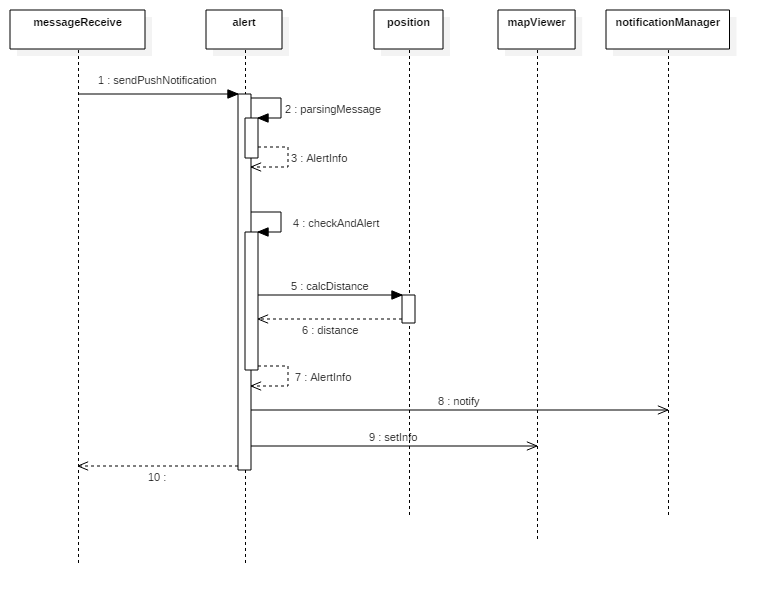 messageReceive
alert
position
mapViewer
notificationManager
1 : sendPushNotification
2 : parsingMessage
3 : AlertInfo
4 : checkAndAlert
5 : calcDistance
6 : distance
7 : AlertInfo
8 : notify
9 : setInfo
10 :